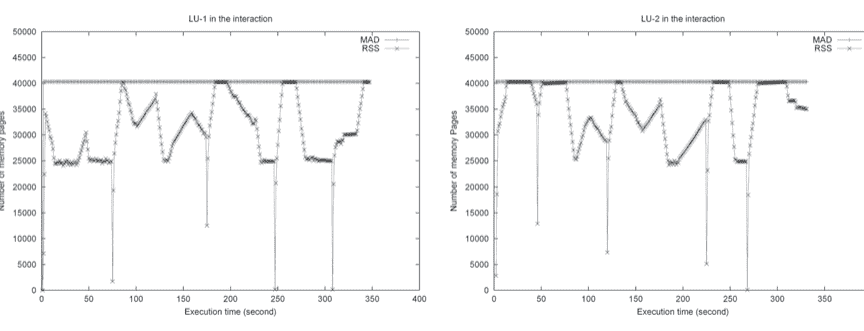 LU-1 in the interaction
50000
45000
40000
35000
30000
25000
20000
15000
10000
5000
0
Number of memory pages
MAD
RSS
0 50 100 150 200 250 300 350 400
Execution time (second)
LU-2 in the interaction
50000
45000
40000
35000
30000
25000
20000
15000
10000
5000
0
Number of memory Pages
MAD
RSS
0 50 100 150 200 250 300 350
Execution time (second)